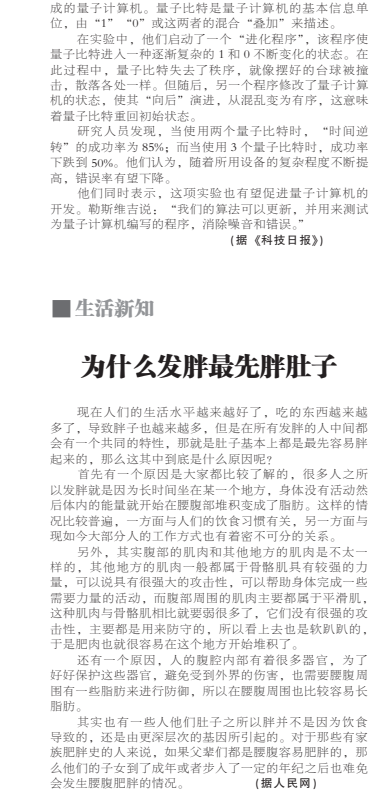 成的量子计算机。量子比特是量子计算机的基本信息单
位，由“1”“0”或这两者的混合“叠加”来描述。
在实验中，他们启动了一个“进化程序”，该程序使
量子比特进入一种逐渐复杂的 1 和 0 不断变化的状态。在
此过程中，量子比特失去了秩序，就像摆好的台球被撞
击，散落各处一样。但随后，另一个程序修改了量子计算
机的状态，使其“向后”演进，从混乱变为有序，这意味
着量子比特重回初始状态。
研究人员发现，当使用两个量子比特时，“时间逆
转”的成功率为 85%；而当使用 3 个量子比特时，成功率
下跌到 50%。他们认为，随着所用设备的复杂程度不断提
高，错误率有望下降。
他们同时表示，这项实验也有望促进量子计算机的
开发。勒斯维吉说：“我们的算法可以更新，并用来测试
为量子计算机编写的程序，消除噪音和错误。”
(据《科技日报》)
生活新知
为什么发胖最先胖肚子
现在人们的生活水平越来越好了，吃的东西越来越
多了，导致胖子也越来越多，但是在所有发胖的人中间都
会有一个共同的特性，那就是肚子基本上都是最先容易胖
起来的，那么这其中到底是什么原因呢?
首先有一个原因是大家都比较了解的，很多人之所
以发胖就是因为长时间坐在某一个地方，身体没有活动然
后体内的能量就开始在腰腹部堆积变成了脂肪。这样的情
况比较普遍，一方面与人们的饮食习惯有关，另一方面与
现如今大部分人的工作方式也有着密不可分的关系。
另外，其实腹部的肌肉和其他地方的肌肉是不太一
样的，其他地方的肌肉一般都属于骨骼肌具有较强的力
量，可以说具有很强大的攻击性，可以帮助身体完成一些
需要力量的活动，而腹部周围的肌肉主要都属于平滑肌，
这种肌肉与骨骼肌相比就要弱很多了，它们没有很强的攻
击性，主要都是用来防守的，所以看上去也是软趴趴的，
于是肥肉也就很容易在这个地方开始堆积了。
还有一个原因，人的腹腔内部有着很多器官，为了
好好保护这些器官，避免受到外界的伤害，也需要腰腹周
围有一些脂肪来进行防御，所以在腰腹周围也比较容易长
脂肪。
其实也有一些人他们肚子之所以胖并不是因为饮食
导致的，还是由更深层次的基因所引起的。对于那些有家
族肥胖史的人来说，如果父辈们都是腰腹容易肥胖的，那
么他们的子女到了成年或者步入了一定的年纪之后也难免
会发生腰腹肥胖的情况。 (据人民网)